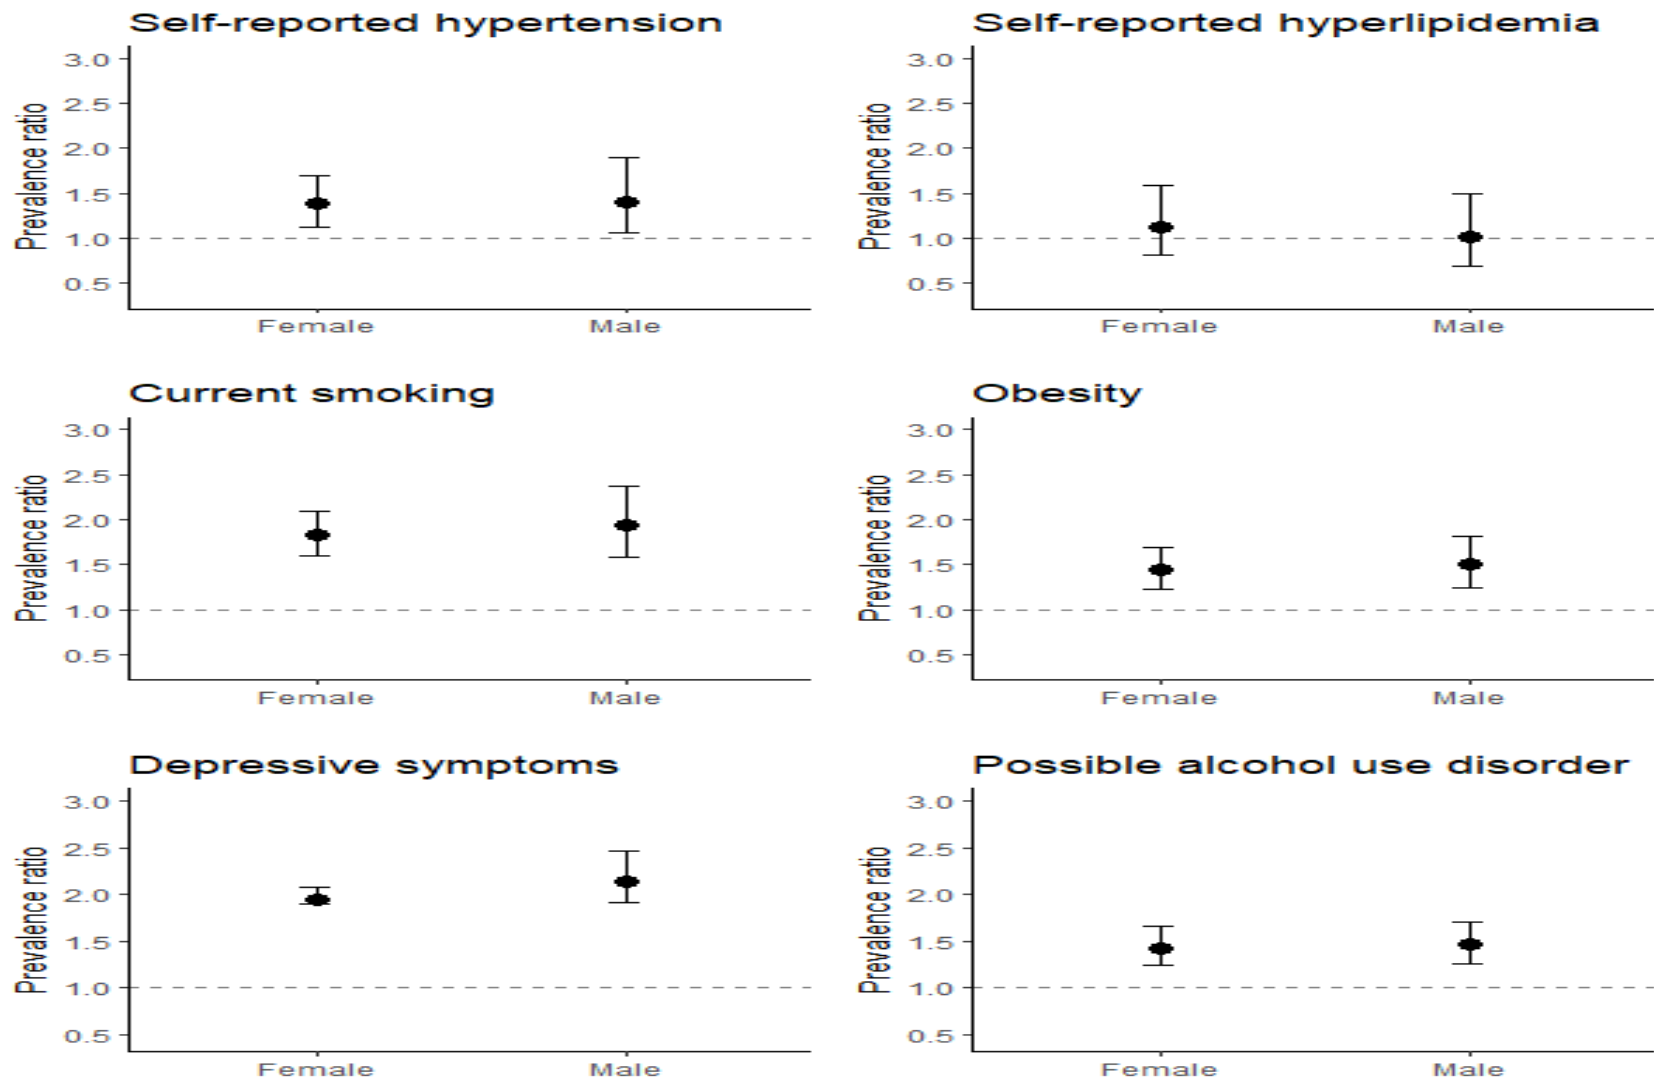 Self-reported hypertension
Prevalence ratio
3.0
2.5
2.0
1.5
1.0
0.5
Female Male
Self-reported hyperlipidemia
Prevalence ratio
3.0
2.5
2.0
1.5
1.0
0.5
Female Male
Current smoking
Prevalence ratio
3.0
2.5
2.0
1.5
1.0
0.5
Female Male
Obesity
Prevalence ratio
3.0
2.5
2.0
1.5
1.0
0.5
Female Male
Depressive symptoms
Prevalence ratio
3.0
2.5
2.0
1.5
1.0
0.5
Female Male
Possible alcohol use disorder
Prevalence ratio
3.0
2.5
2.0
1.5
1.0
0.5
Female Male